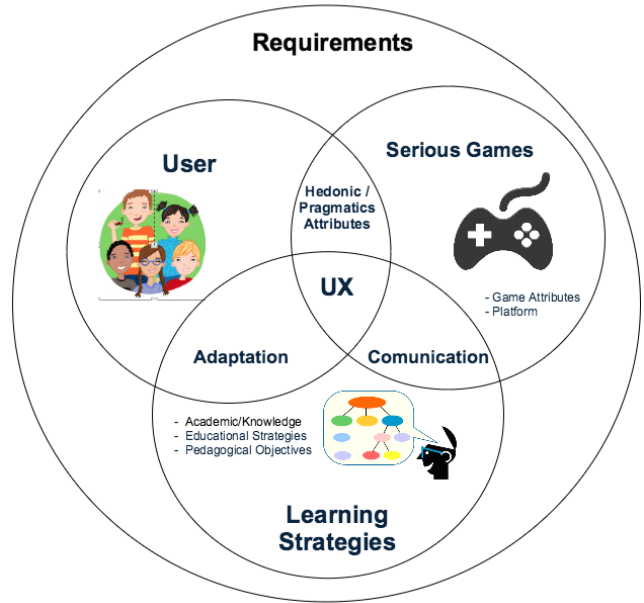 Requirements
User
Serious Games
Hedonic /
Pragmatics
Attributes
UX
- Game Attributes
- Platform
Adaptation
Comunication
- Academic/Knowledge
- Educational Strategies
- Pedagogical Objectives
Learning
Strategies